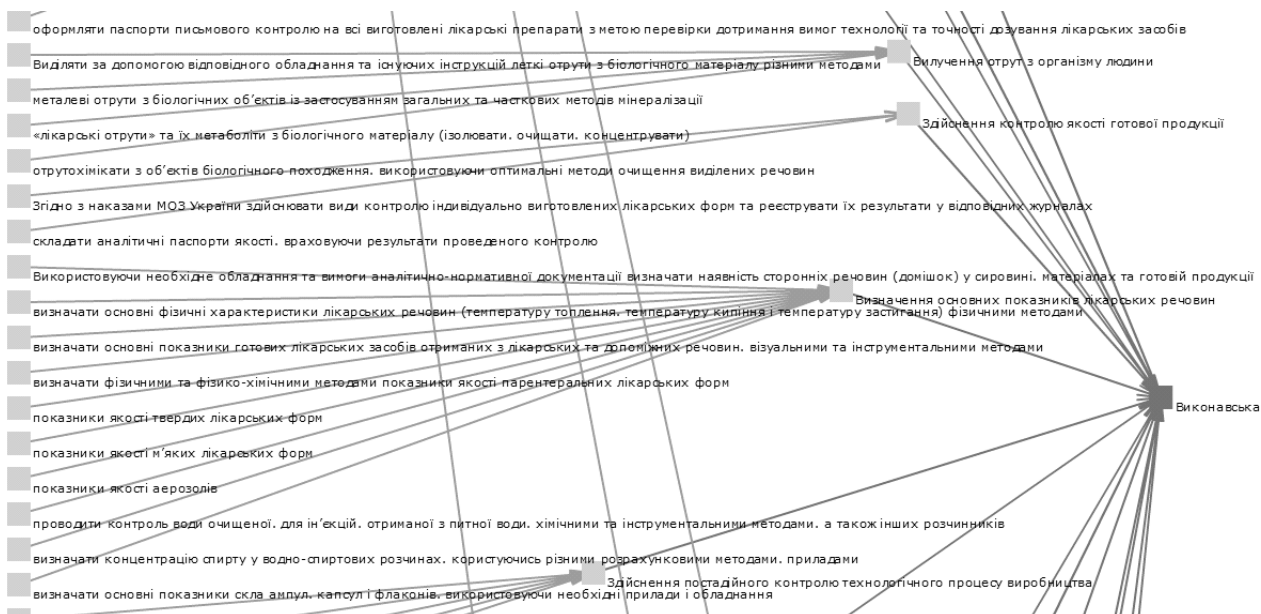 оформляти паспорти письмового контролю на всі виготовлені лікарські препарати з метою перевірки дотримання вимог технології та точності дозування лікарських засобів
Виділяти за допомогою відповідного обладнання та існуючих інструкцій леткі отрути з біологічного матеріалу різними методами
Вилучення отрут з організму людини
металеві отрути з біологічних об'єктів із застосуванням загальних та часткових методів мінералізації
Здійснення контролю якості готової продукції
«лікарські отрути» та їх метаболіти з біологічного матеріалу (ізолювати. очищати. концентрувати)
отрутохімікати з об'єктів біологічного походження. використовуючи оптимальні методи очищення виділених речовин
Згідно з наказами МОЗ України здійснювати види контролю індивідуально виготовлених лікарських форм та реєструвати їх результати у відповідних журналах
складати аналітичні паспорти якості. враховуючи результати проведеного контролю
Використовуючи необхідне обладнання та вимоги аналітично-нормативної документації визначати наявність сторонніх речовин (домішок) у сировині. матеріалах та готовій продукції
Визначення основних показників лікарських речовин
визначати основні фізичні характеристики лікарських речовин (температуру топлення. температуру кипіння і температуру застигання) фізичними методами
визначати основні показники готових лікарських засобів отриманих з лікарських та допоміжних речовин. візуальними та інструментальними методами
визначати фізичними та фізико-хімічними методами показники якості парентеральних лікарських форм
Виконавська
показники якості твердих лікарських форм
показники якості м'яких лікарських форм
показники якості аерозолів
проводити контроль води очищеної. для ін'єкцій. отриманої з питної води. хімічними та інструментальними методами. а також інших розчинників
визначати концентрацію спирту у водно-спиртових розчинах. користуючись різними розрахунковими методами. приладами
Здійснення постадійного контролю технологічного процесу виробництва
визначати основні показники скла ампул. капсул і флаконів. використовуючи необхідні прилади і обладнання